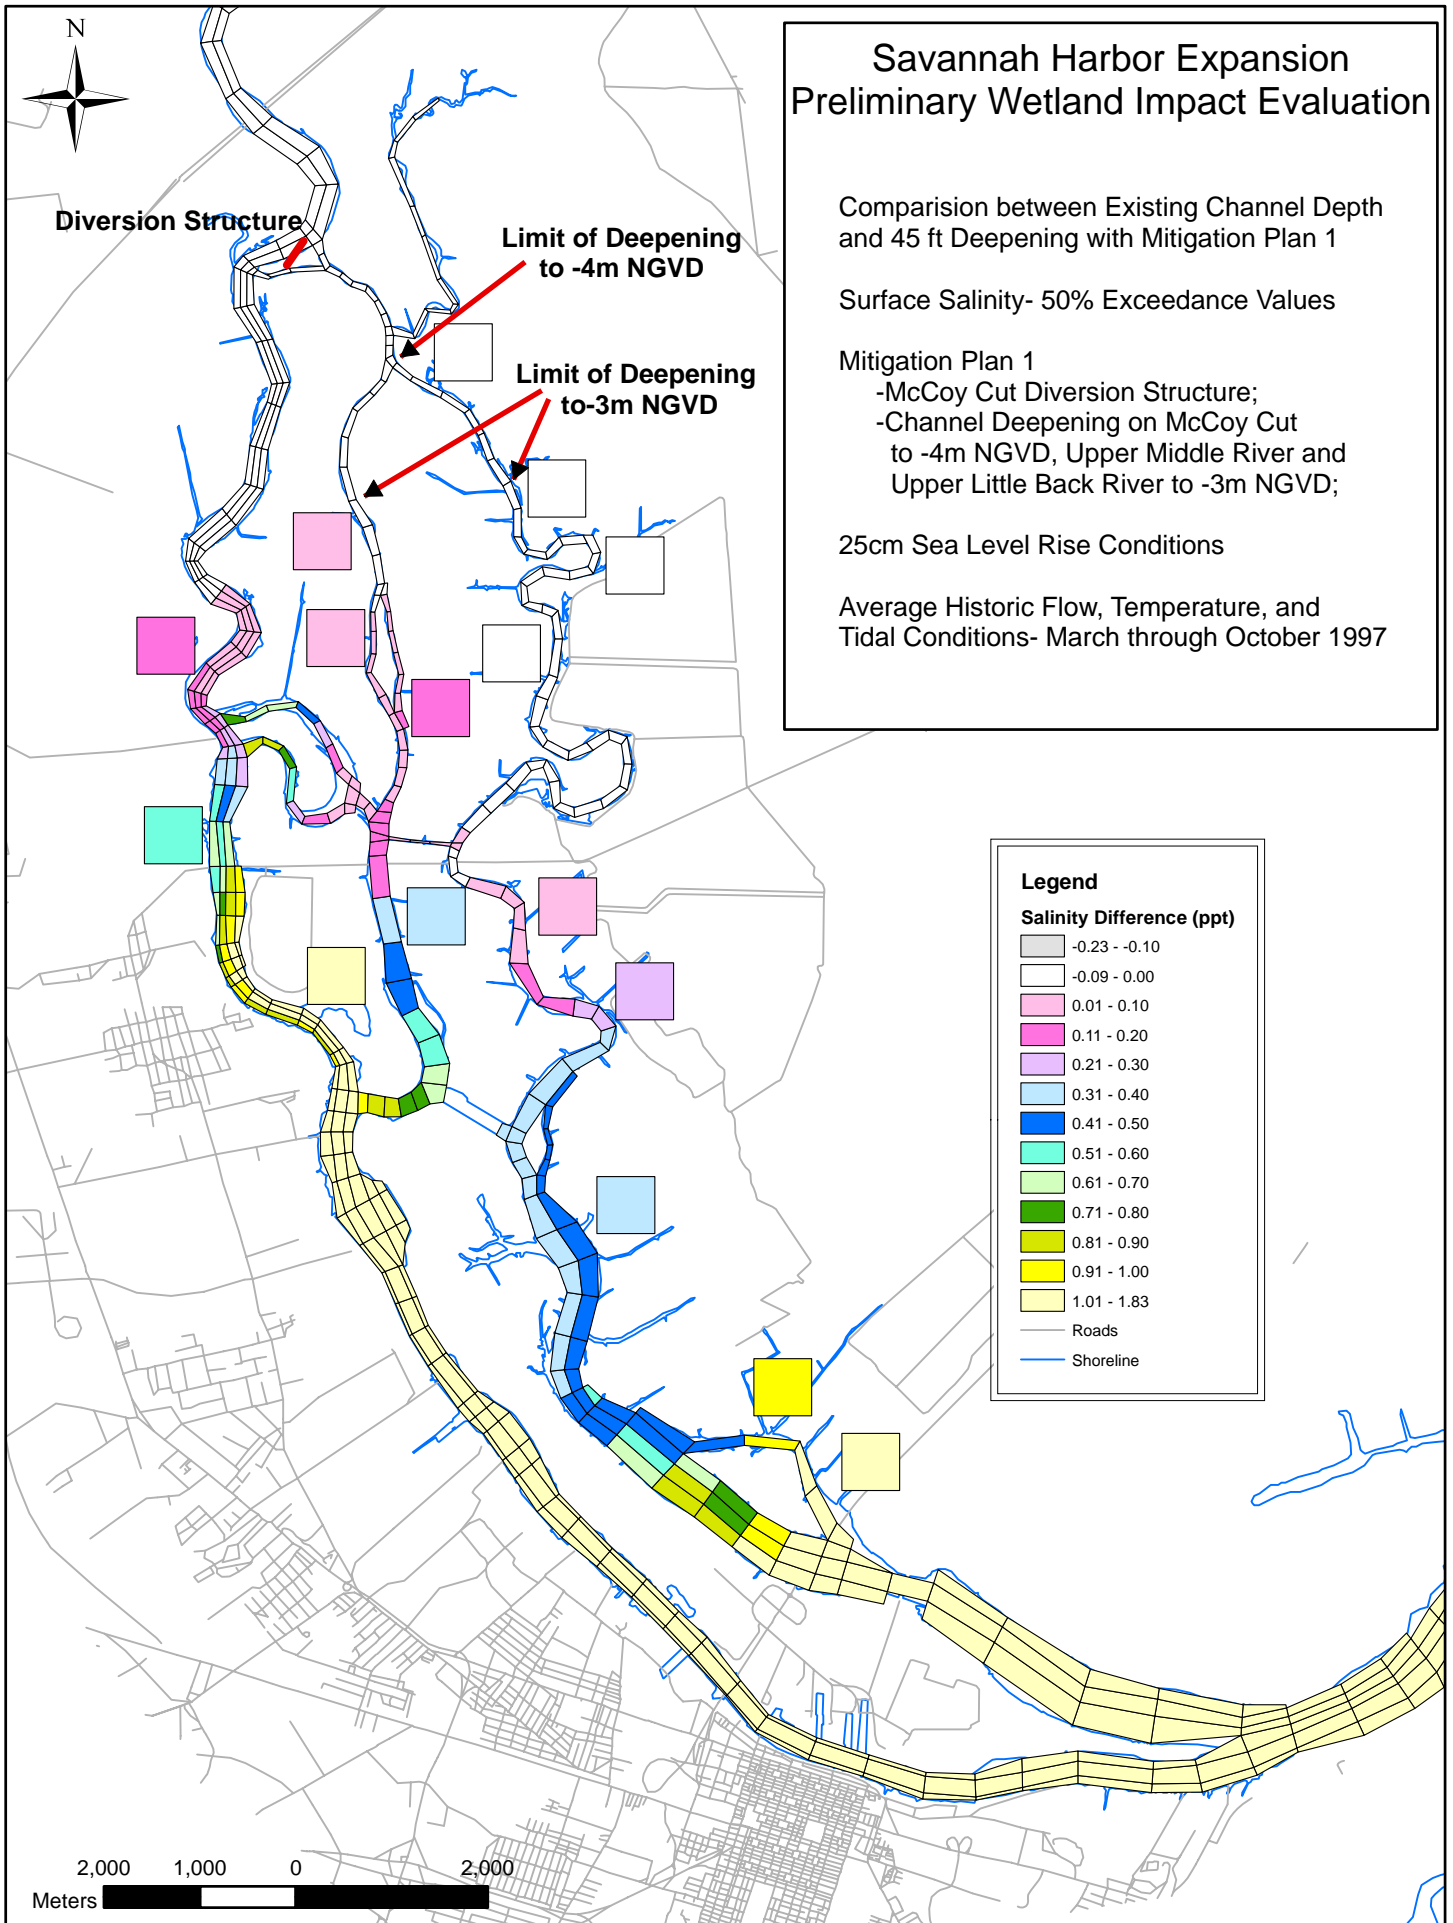 N
Savannah Harbor Expansion
Preliminary Wetland Impact Evaluation
Comparision between Existing Channel Depth
and 45 ft Deepening with Mitigation Plan 1
Surface Salinity- 50% Exceedance Values
Mitigation Plan 1
-McCoy Cut Diversion Structure;
-Channel Deepening on McCoy Cut
to -4m NGVD, Upper Middle River and
Upper Little Back River to -3m NGVD;
25cm Sea Level Rise Conditions
Average Historic Flow, Temperature, and
Tidal Conditions- March through October 1997
Diversion Structure
Limit of Deepening
to -4m NGVD
Limit of Deepening
to-3m NGVD
Legend
Salinity Difference (ppt)
-0.23 - -0.10
-0.09 - 0.00
0.01 - 0.10
0.11 - 0.20
0.21 - 0.30
0.31 - 0.40
0.41 - 0.50
0.51 - 0.60
0.61 - 0.70
0.71 - 0.80
0.81 - 0.90
0.91 - 1.00
1.01 - 1.83
Roads
Shoreline
2,000 1,000 0 2,000
Meters